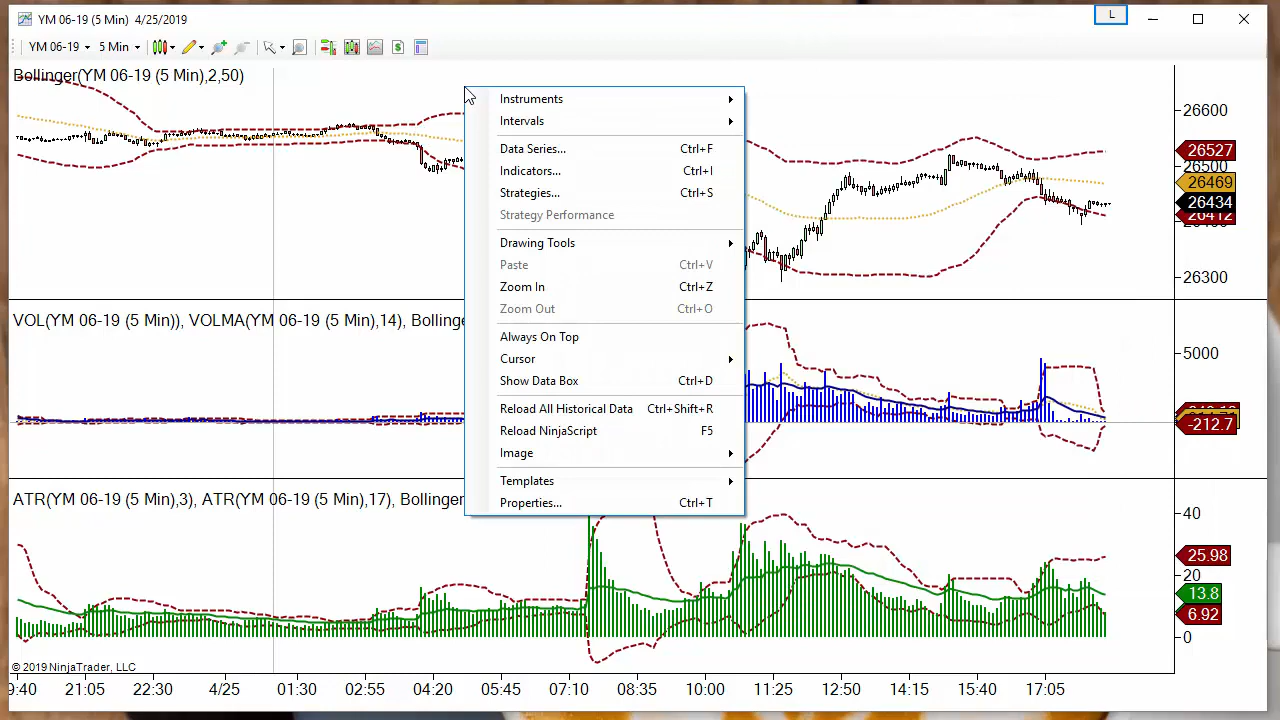 YM 06-19 (5 Min) 4/25/2019
L
YM 06-19
5 Min
Bollinger(YM 06-19 (5 Min),2,50)
Instruments
Intervals
Data Series... Ctrl+F
Indicators... Ctrl+I
Strategies... Ctrl+S
Strategy Performance
Drawing Tools
Paste Ctrl+V
Zoom In Ctrl+Z
Zoom Out Ctrl+O
Always On Top
Cursor
Show Data Box Ctrl+D
Reload All Historical Data Ctrl+Shift+R
Reload NinjaScript F5
Image
Templates
Properties... Ctrl+T
26600
26527
26500
26469
26434
26412
26300
VOL(YM 06-19 (5 Min)), VOLMA(YM 06-19 (5 Min),14), Bollinge
5000
-212.7
ATR(YM 06-19 (5 Min),3), ATR(YM 06-19 (5 Min),17), Bollinger
40
25.98
20
13.8
6.92
0
© 2019 NinjaTrader, LLC
9:40 21:05 22:30 4/25 01:30 02:55 04:20 05:45 07:10 08:35 10:00 11:25 12:50 14:15 15:40 17:05